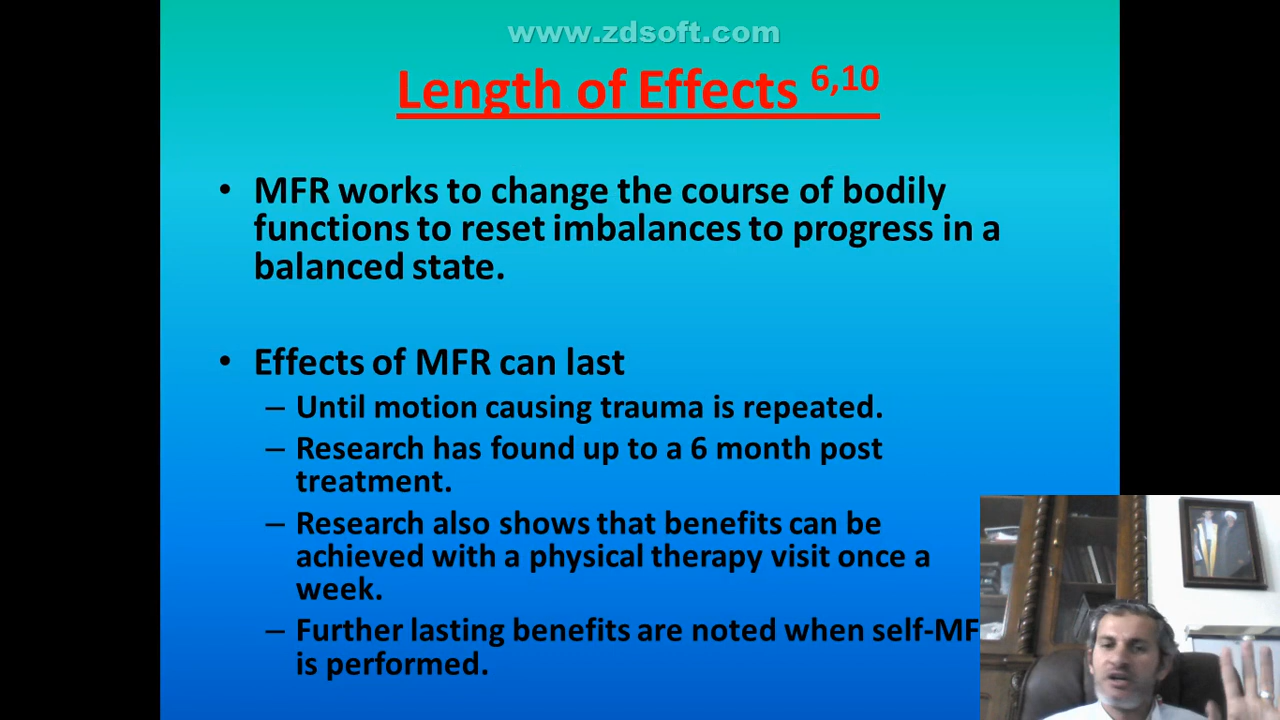 www.zdsoft.com
Length of Effects 6,10
• MFR works to change the course of bodily
functions to reset imbalances to progress in a
balanced state.
• Effects of MFR can last
– Until motion causing trauma is repeated.
– Research has found up to a 6 month post
treatment.
– Research also shows that benefits can be
achieved with a physical therapy visit once a
week.
– Further lasting benefits are noted when self-MF
is performed.